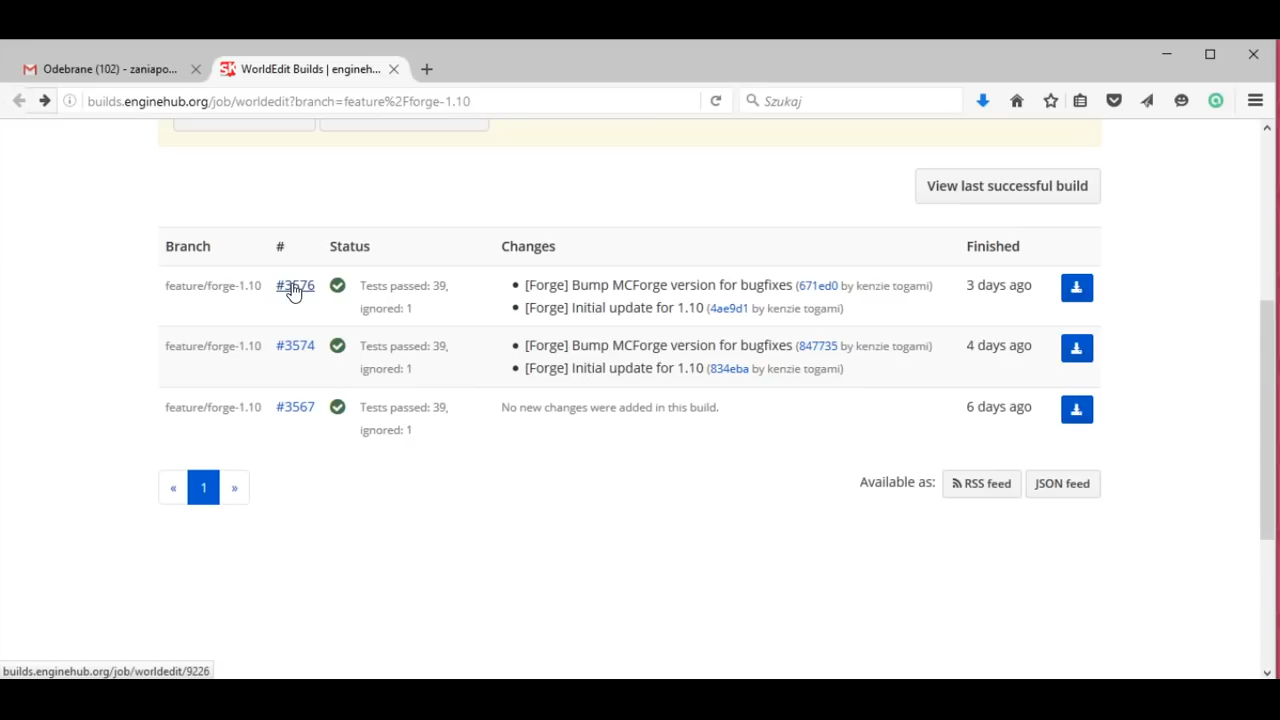 Odebrane (102) - zaniapo...
WorldEdit Builds | engineh...
builds.enginehub.org/job/worldedit?branch=feature%2Fforge-1.10
Szukaj
View last successful build
Branch # Status Changes Finished
feature/forge-1.10 #3576 Tests passed: 39, [Forge] Bump MCForge version for bugfixes (671ed0 by kenzie togami) 3 days ago
ignored: 1 [Forge] Initial update for 1.10 (4ae9d1 by kenzie togami)
feature/forge-1.10 #3574 Tests passed: 39, [Forge] Bump MCForge version for bugfixes (847735 by kenzie togami) 4 days ago
ignored: 1 [Forge] Initial update for 1.10 (834eba by kenzie togami)
feature/forge-1.10 #3567 Tests passed: 39, No new changes were added in this build. 6 days ago
ignored: 1
« 1 » Available as: RSS feed JSON feed
builds.enginehub.org/job/worldedit/9226